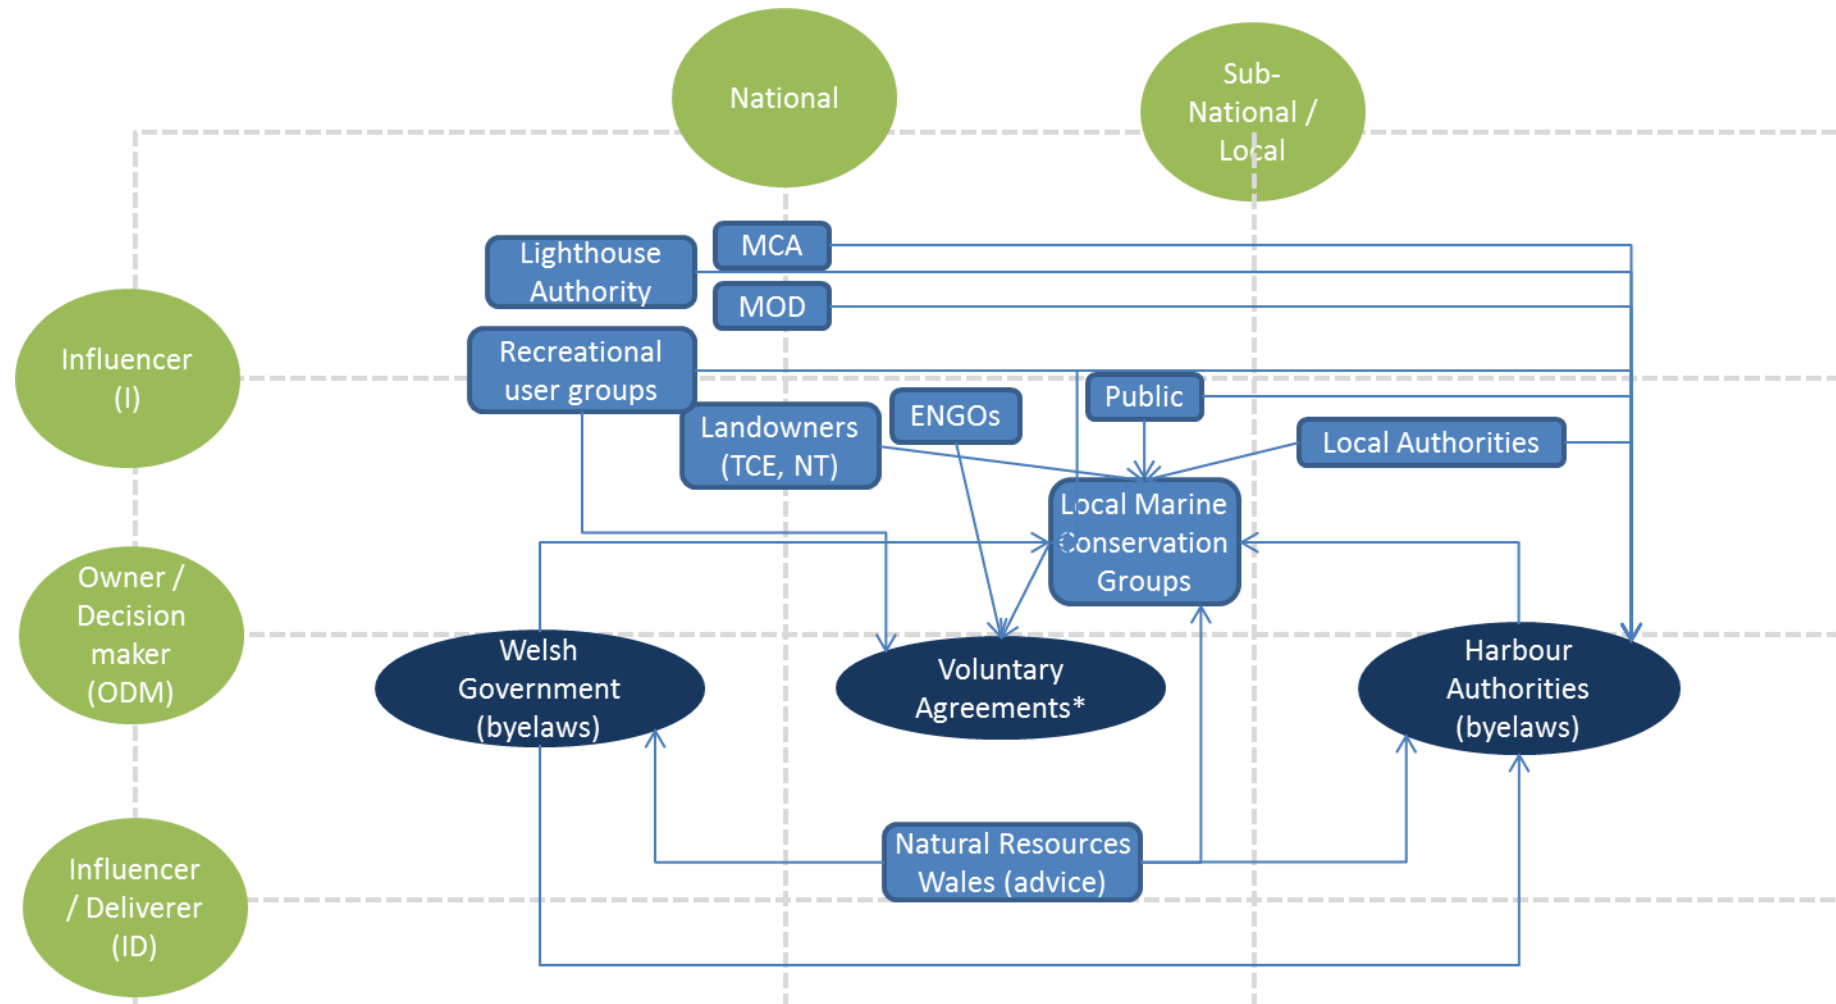 National
Sub-
National /
Local
Lighthouse
Authority
MCA
MOD
Influencer
(I)
Recreational
user groups
Landowners
(TCE, NT)
ENGOs
Public
Local Authorities
Local Marine
Conservation
Groups
Owner /
Decision
maker
(ODM)
Welsh
Government
(byelaws)
Voluntary
Agreements*
Harbour
Authorities
(byelaws)
Influencer
/ Deliverer
(ID)
Natural Resources
Wales (advice)